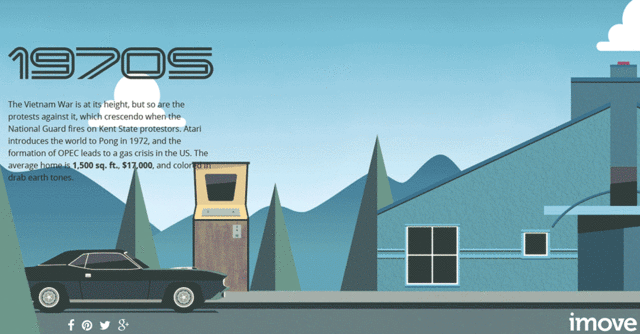 1970S
The Vietnam War is at its height, but so are the
protests against it, which crescendo when the
National Guard fires on Kent State protestors. Atari
introduces the world to Pong in 1972, and the
formation of OPEC leads to a gas crisis in the US. The
average home is 1,500 sq. ft., $17,000, and colored in
drab earth tones.
imove